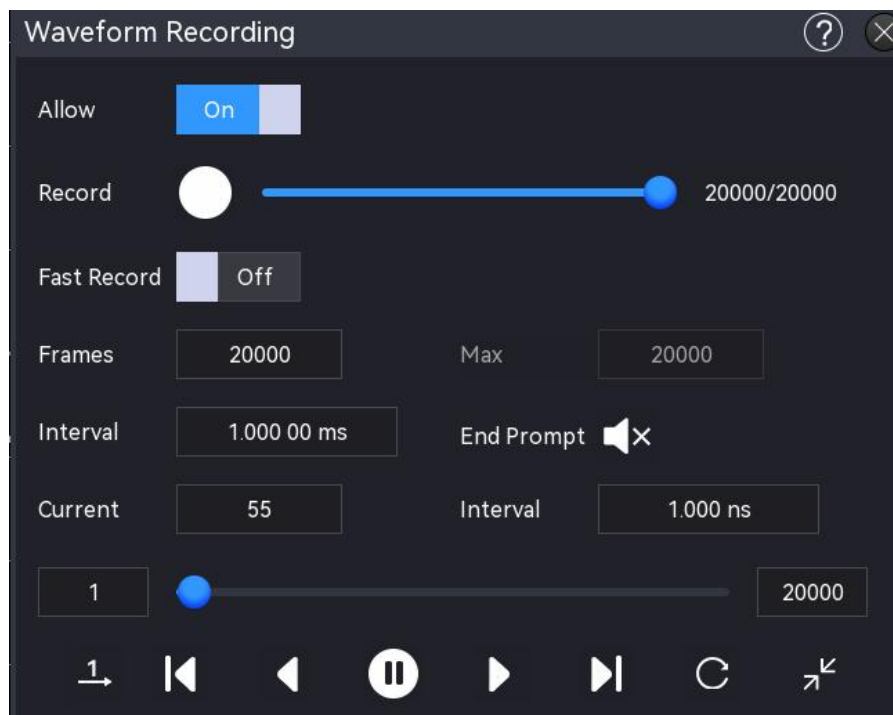 Waveform Recording ?
Allow On
Record 20000/20000
Fast Record Off
Frames 20000 Max 20000
Interval 1.000 00 ms End Prompt
Current 55 Interval 1.000 ns
1 20000
1